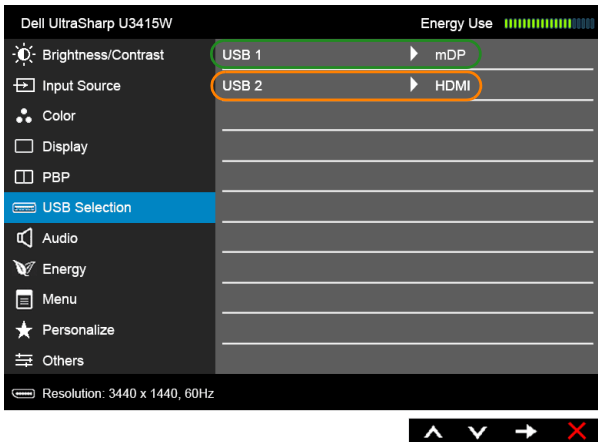 Dell UltraSharp U3415W Energy Use
Brightness/Contrast USB 1 mDP
Input Source USB 2 HDMI
Color
Display
PBP
USB Selection
Audio
Energy
Menu
Personalize
Others
Resolution: 3440 x 1440, 60Hz